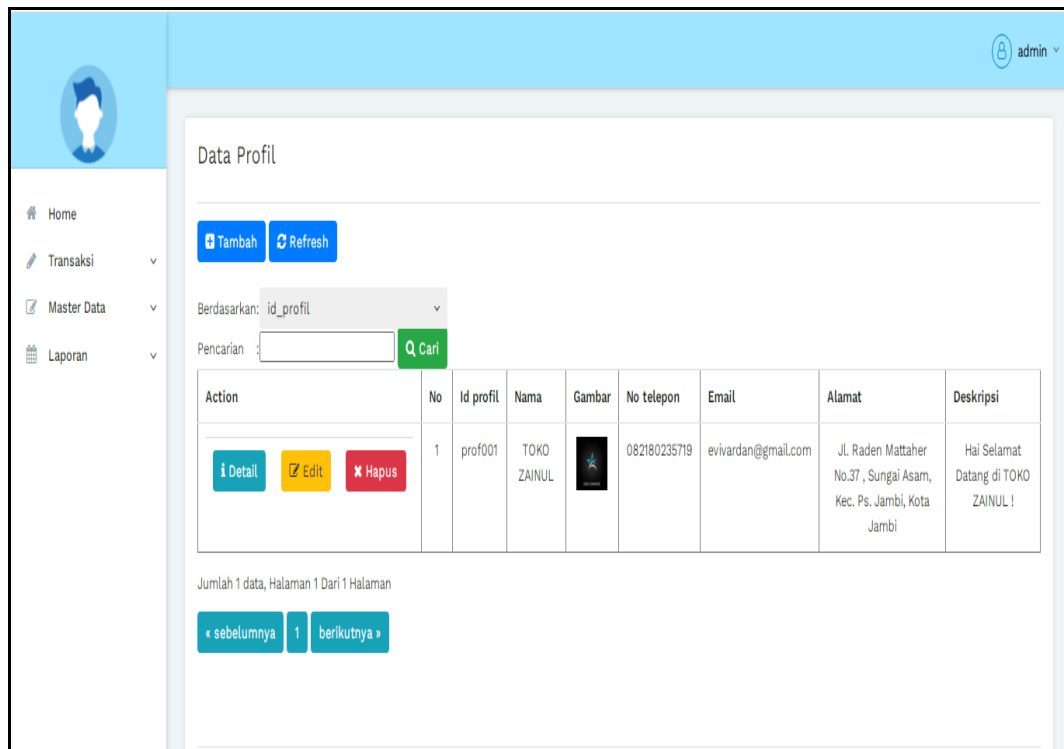 admin
Data Profil
Home
Transaksi
Master Data
Laporan
Tambah Refresh
Berdasarkan: id_profil
Pencarian : Cari
Action No Id profil Nama Gambar No telepon Email Alamat Deskripsi
Detail Edit Hapus 1 prof001 TOKO 082180235719 evivardan@gmail.com Jl. Raden Mattaher Hai Selamat
ZAINUL No.37 , Sungai Asam, Datang di TOKO
Kec. Ps. Jambi, Kota ZAINUL !
Jambi
Jumlah 1 data, Halaman 1 Dari 1 Halaman
« sebelumnya 1 berikutnya »